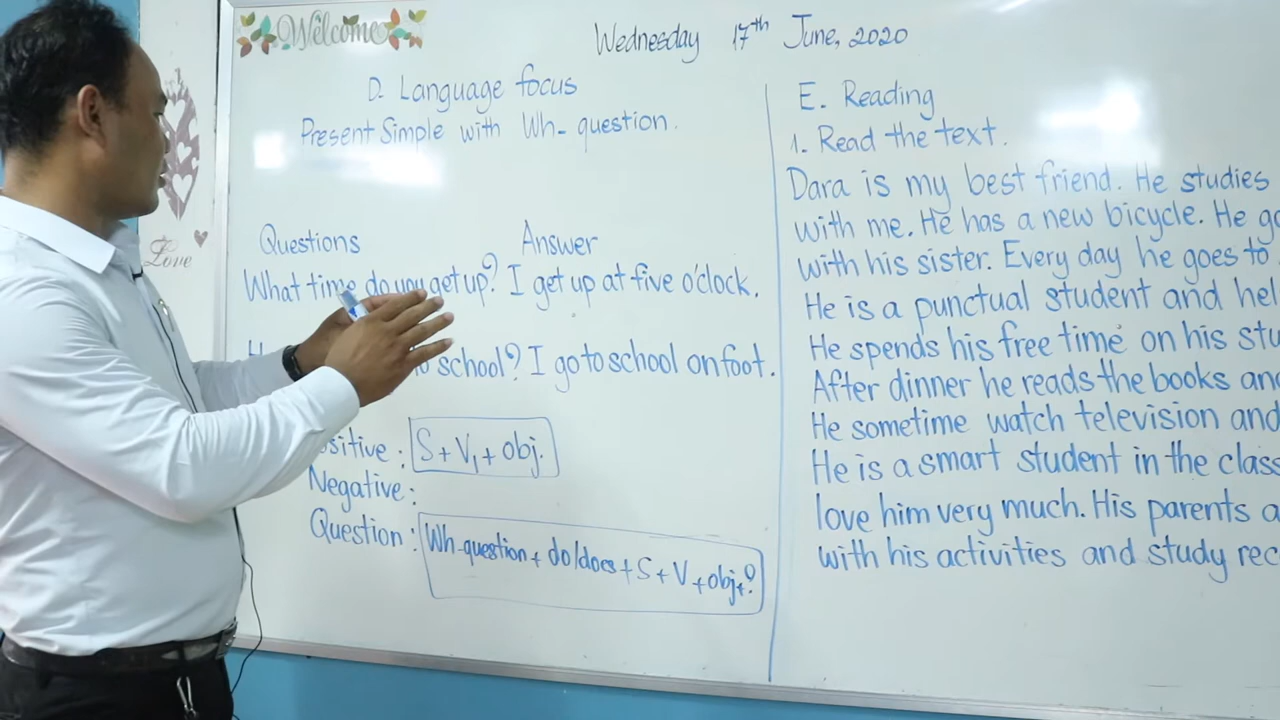 Welcome
Wednesday 17th June, 2020
Love
D. Language focus
Present Simple with Wh- question.
Questions Answer
What time do you get up? I get up at five o'clock.
school? I go to school on foot.
sitive : S + V1 + obj.
Negative :
Question : Wh-question + do/does + S + V + obj + ?
E. Reading
1. Read the text.
Dara is my best friend. He studies
with me. He has a new bicycle. He
with his sister. Every day he goes to
He is a punctual student and
He spends his free time on his
After dinner he reads the books
He sometime watch television and
He is a smart student in the
love him very much. His parents
with his activities and study